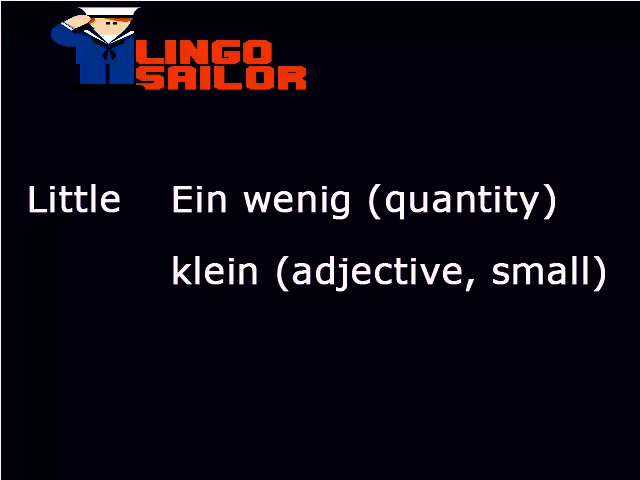 LINGO
SAILOR
Little Ein wenig (quantity)
klein (adjective, small)